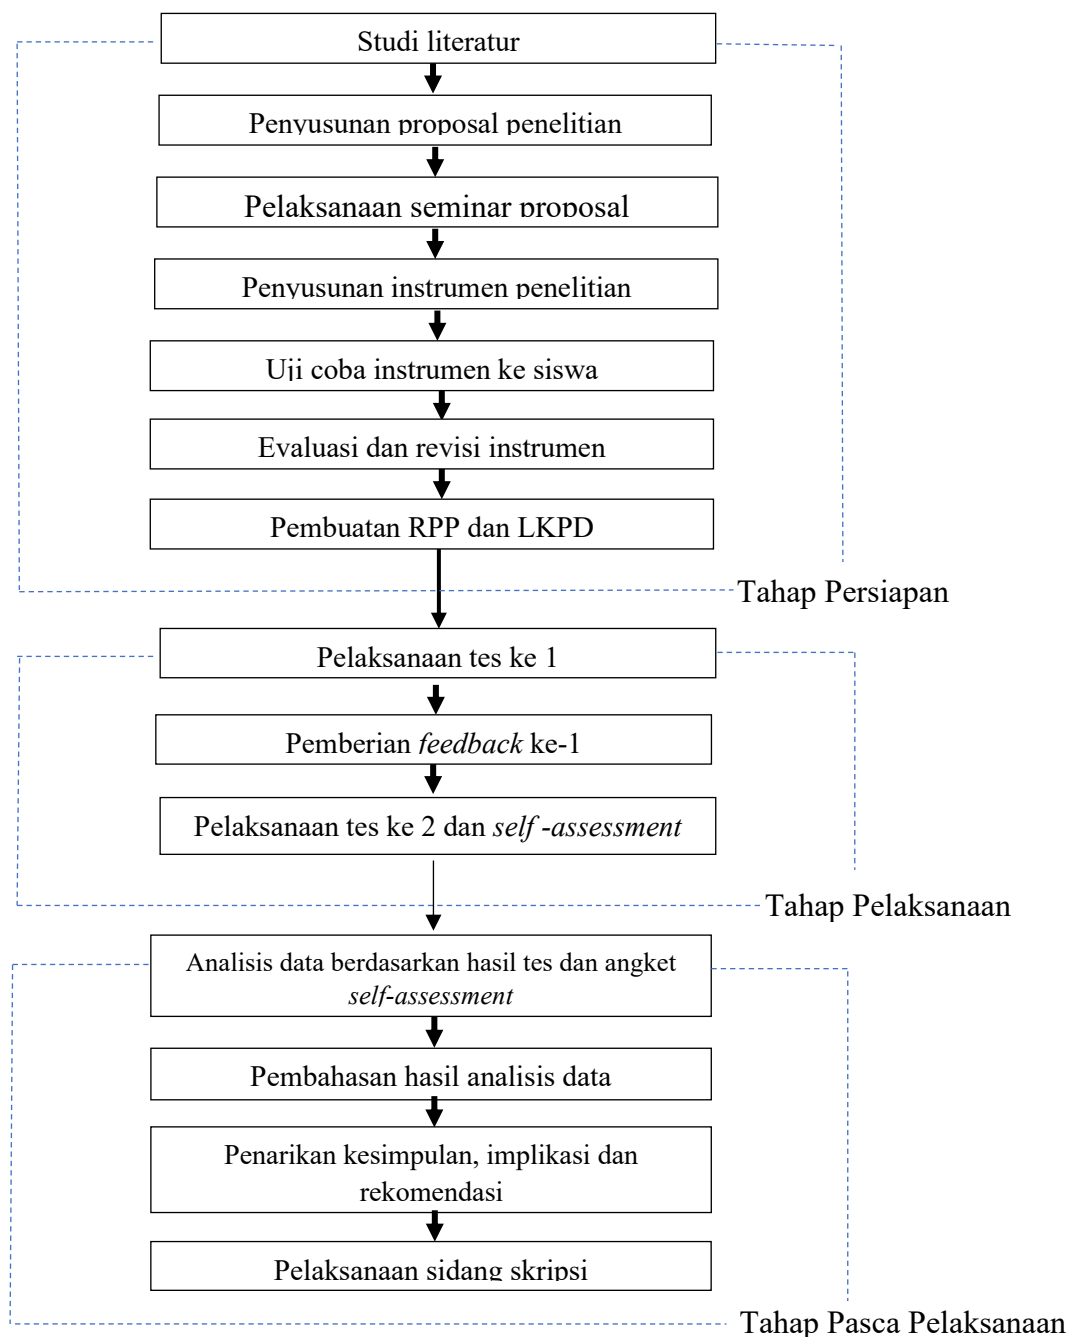 Studi literatur
Penyusunan proposal penelitian
Pelaksanaan seminar proposal
Penyusunan instrumen penelitian
Uji coba instrumen ke siswa
Evaluasi dan revisi instrumen
Pembuatan RPP dan LKPD
Tahap Persiapan
Pelaksanaan tes ke 1
Pemberian feedback ke-1
Pelaksanaan tes ke 2 dan self -assessment
Tahap Pelaksanaan
Analisis data berdasarkan hasil tes dan angket
self-assessment
Pembahasan hasil analisis data
Penarikan kesimpulan, implikasi dan
rekomendasi
Pelaksanaan sidang skripsi
Tahap Pasca Pelaksanaan